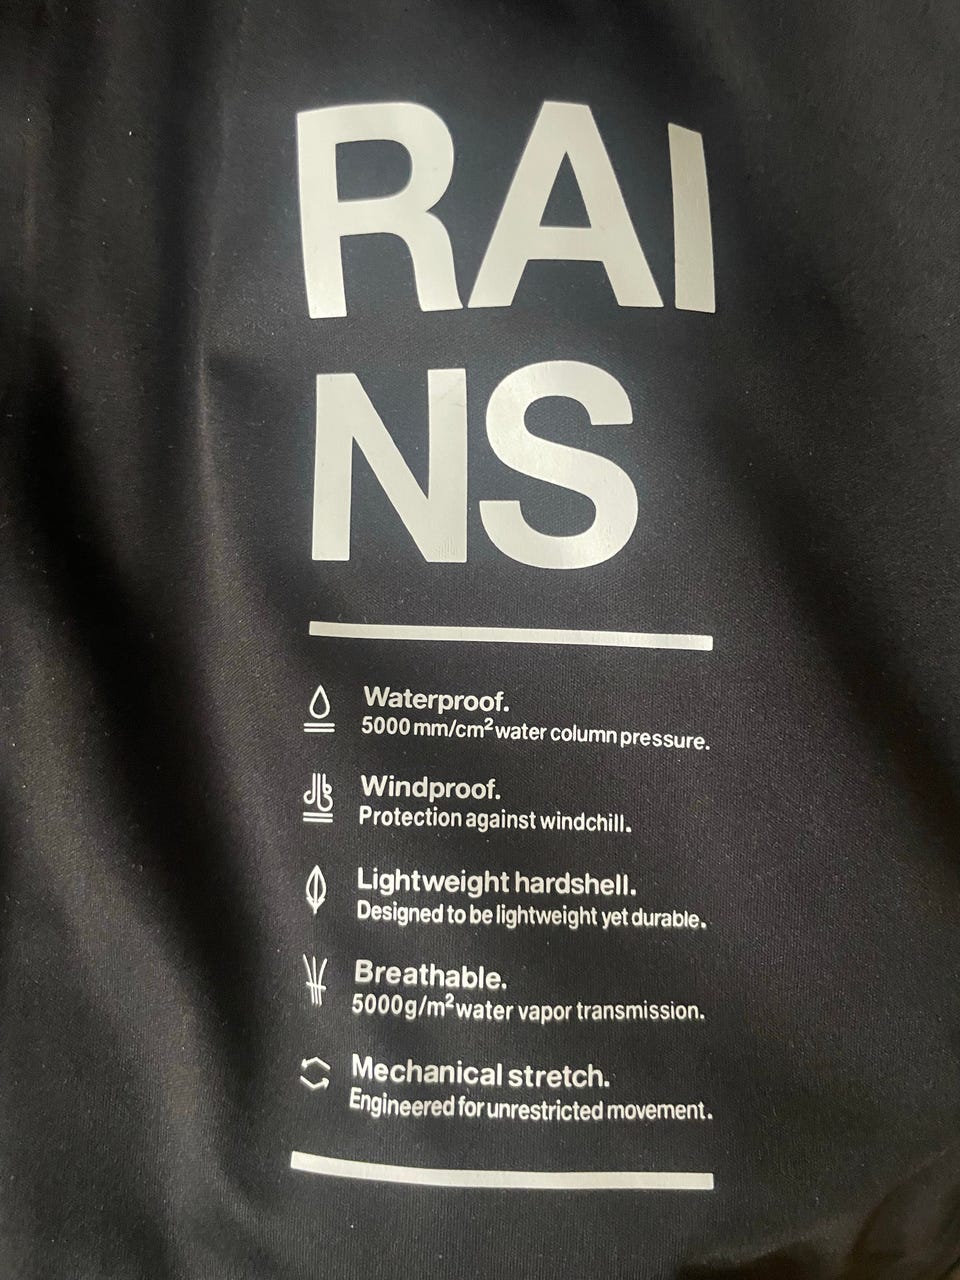 RAI
NS
Waterproof.
5000 mm/cm² water column pressure.
Windproof.
Protection against windchill.
Lightweight hardshell.
Designed to be lightweight yet durable.
Breathable.
5000g/m² water vapor transmission.
Mechanical stretch.
Engineered for unrestricted movement.